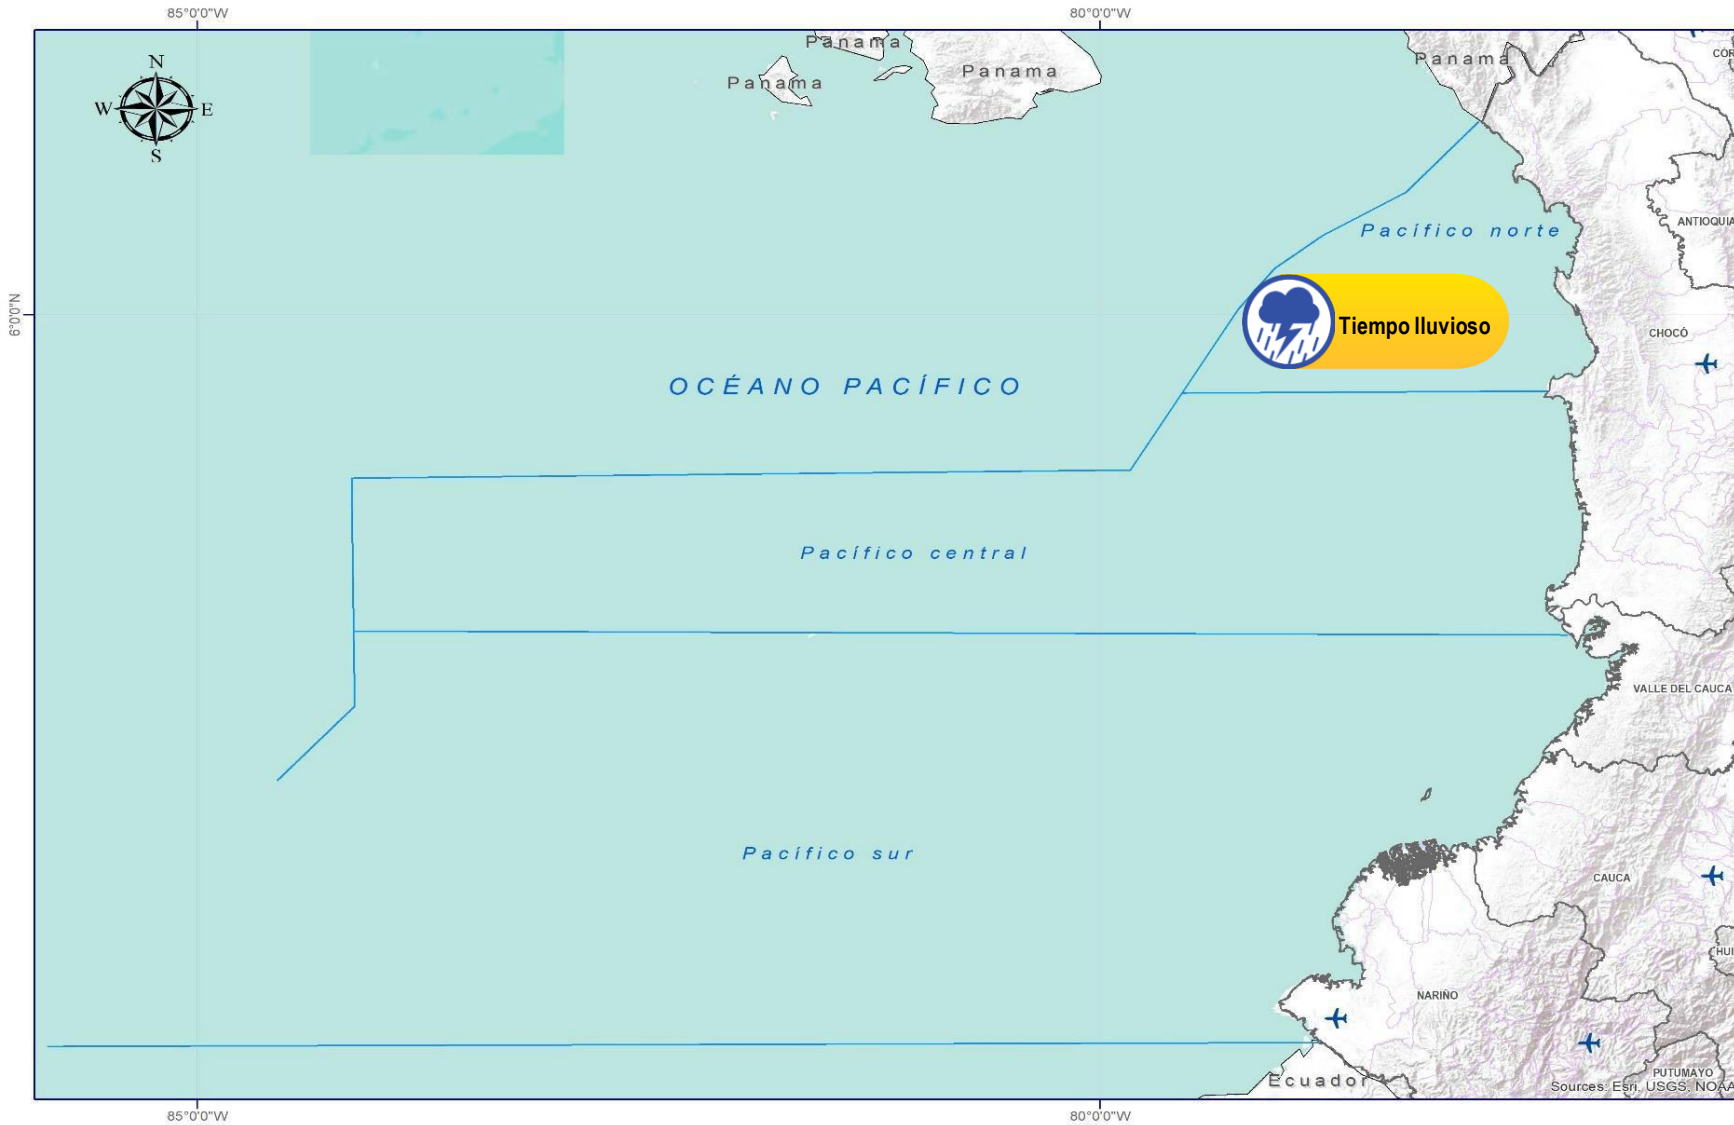 85°0'0"W 80°0'0"W
N
W E
S
Panama
Panama
Panama
Panama
COR
ANTIOQUIA
Pacífico norte
6°0'0"N
Tiempo lluvioso
CHOCÓ
OCÉANO PACÍFICO
Pacífico central
VALLE DEL CAUCA
Pacífico sur
CAUCA
HUI
NARIÑO
PUTUMAYO
Ecuador
Sources: Esri, USGS, NOAA
85°0'0"W 80°0'0"W